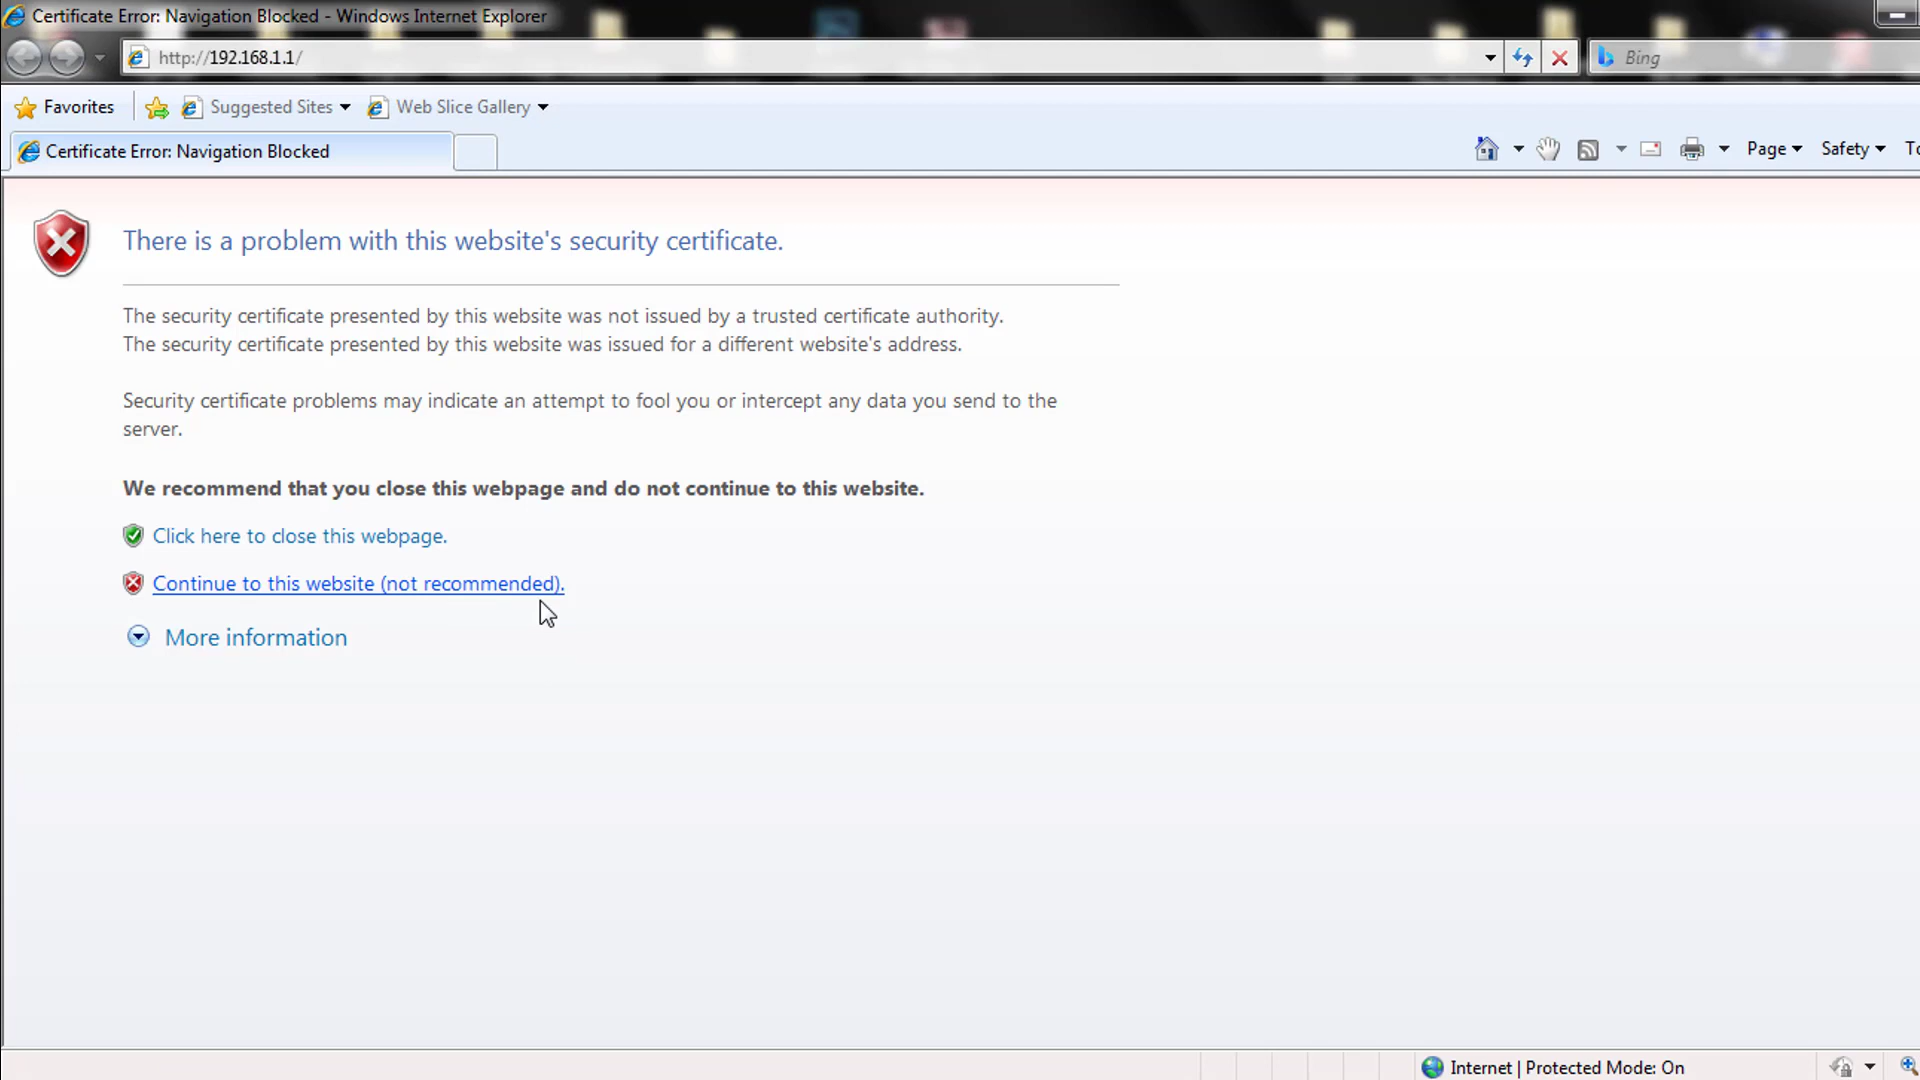 Certificate Error: Navigation Blocked - Windows Internet Explorer
http://192.168.1.1/
Bing
Favorites
Suggested Sites
Web Slice Gallery
Certificate Error: Navigation Blocked
Page
Safety
To
There is a problem with this website's security certificate.
The security certificate presented by this website was not issued by a trusted certificate authority.
The security certificate presented by this website was issued for a different website's address.
Security certificate problems may indicate an attempt to fool you or intercept any data you send to the
server.
We recommend that you close this webpage and do not continue to this website.
Click here to close this webpage.
Continue to this website (not recommended).
More information
Internet | Protected Mode: On